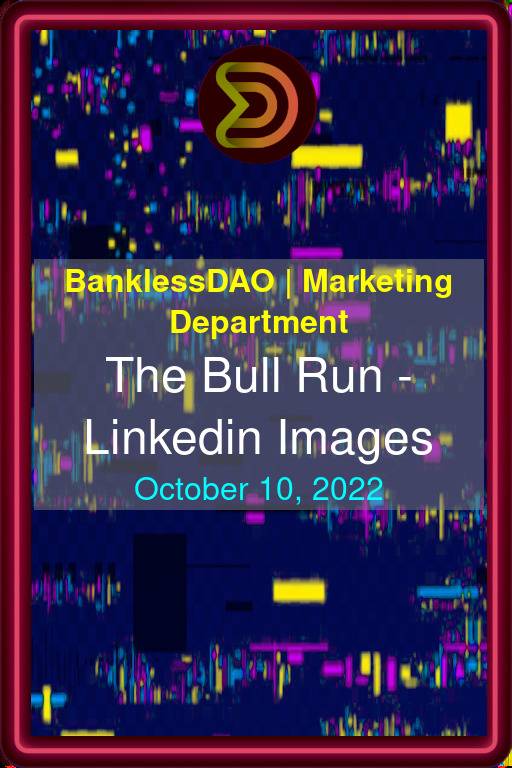 BanklessDAO | Marketing
Department
The Bull Run -
Linkedin Images
October 10, 2022